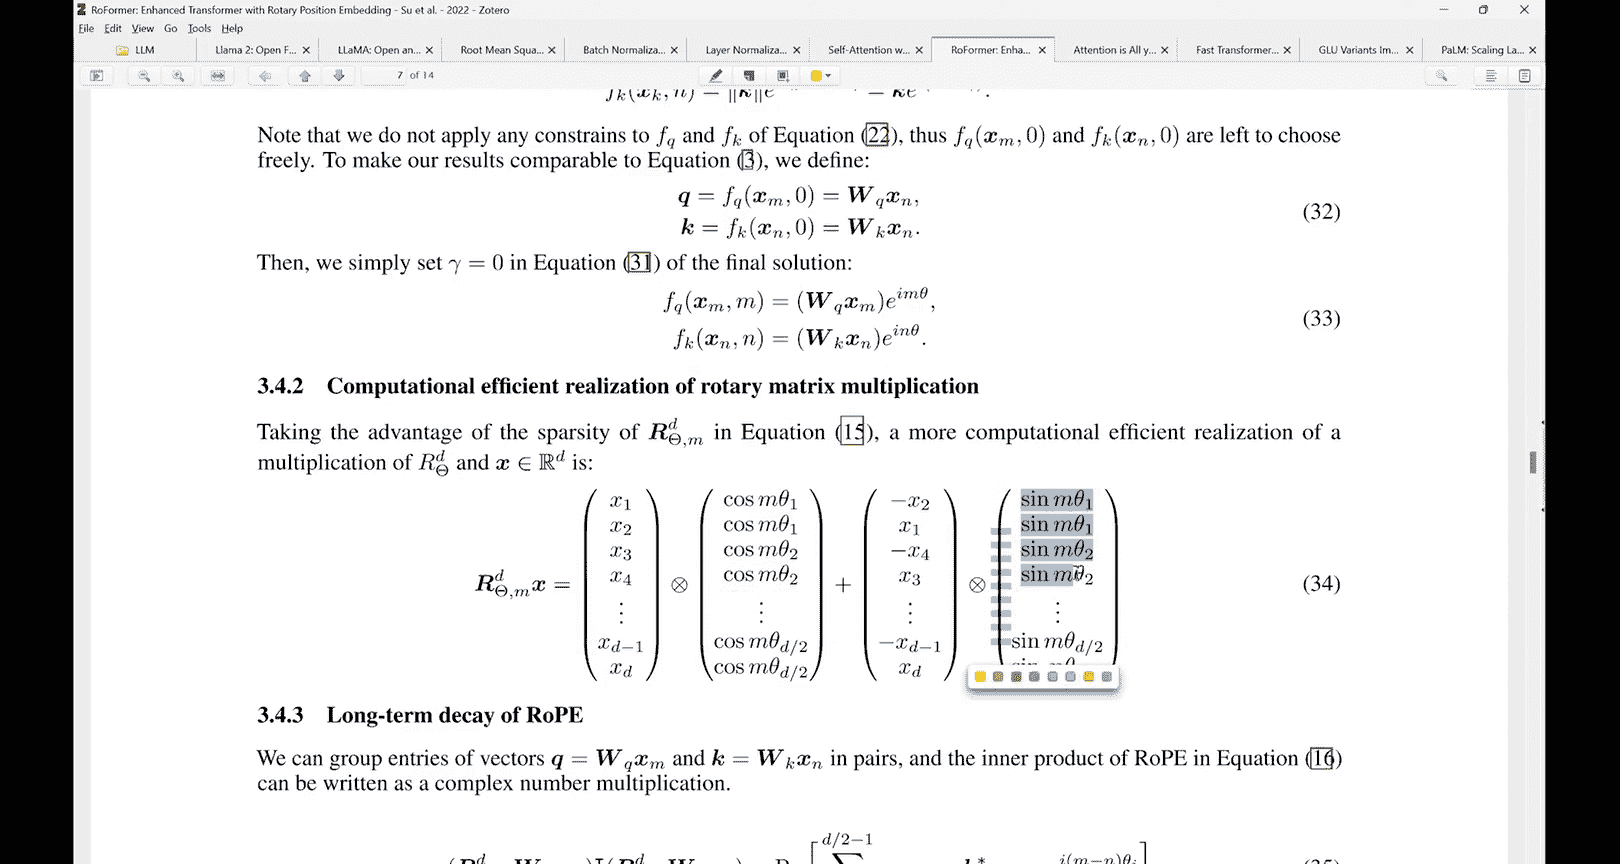 RoFormer: Enhanced Transformer with Rotary Position Embedding - Su et al. - 2022 - Zotero
File Edit View Go Tools Help
LLM Llama 2: Open F... LLaMA: Open an... Root Mean Squa... Batch Normaliza... Layer Normaliza... Self-Attention w... RoFormer: Enha... Attention is All y... Fast Transformer... GLU Variants Im... PaLM: Scaling La...
7 of 14
Note that we do not apply any constrains to f_q and f_k of Equation (22), thus f_q(x_m, 0) and f_k(x_n, 0) are left to choose
freely. To make our results comparable to Equation (3), we define:
q = f_q(x_m, 0) = W_q x_n,
k = f_k(x_n, 0) = W_k x_n.
(32)
Then, we simply set γ = 0 in Equation (31) of the final solution:
f_q(x_m, m) = (W_q x_m)e^{imθ},
f_k(x_n, n) = (W_k x_n)e^{inθ}.
(33)
3.4.2 Computational efficient realization of rotary matrix multiplication
Taking the advantage of the sparsity of R^d_{Θ,m} in Equation (15), a more computational efficient realization of a
multiplication of R^d_Θ and x ∈ ℝ^d is:
x_1 cos mθ_1 −x_2 sin mθ_1
x_2 cos mθ_1 x_1 sin mθ_1
x_3 cos mθ_2 −x_4 sin mθ_2
x_4 cos mθ_2 x_3 sin mθ_2
R^d_{Θ,m} x = ⋮ ⊗ ⋮ + ⋮ ⊗ ⋮ (34)
x_{d−1} cos mθ_{d/2} −x_{d−1} sin mθ_{d/2}
x_d cos mθ_{d/2} x_d
3.4.3 Long-term decay of RoPE
We can group entries of vectors q = W_q x_m and k = W_k x_n in pairs, and the inner product of RoPE in Equation (16)
can be written as a complex number multiplication.
d/2−1